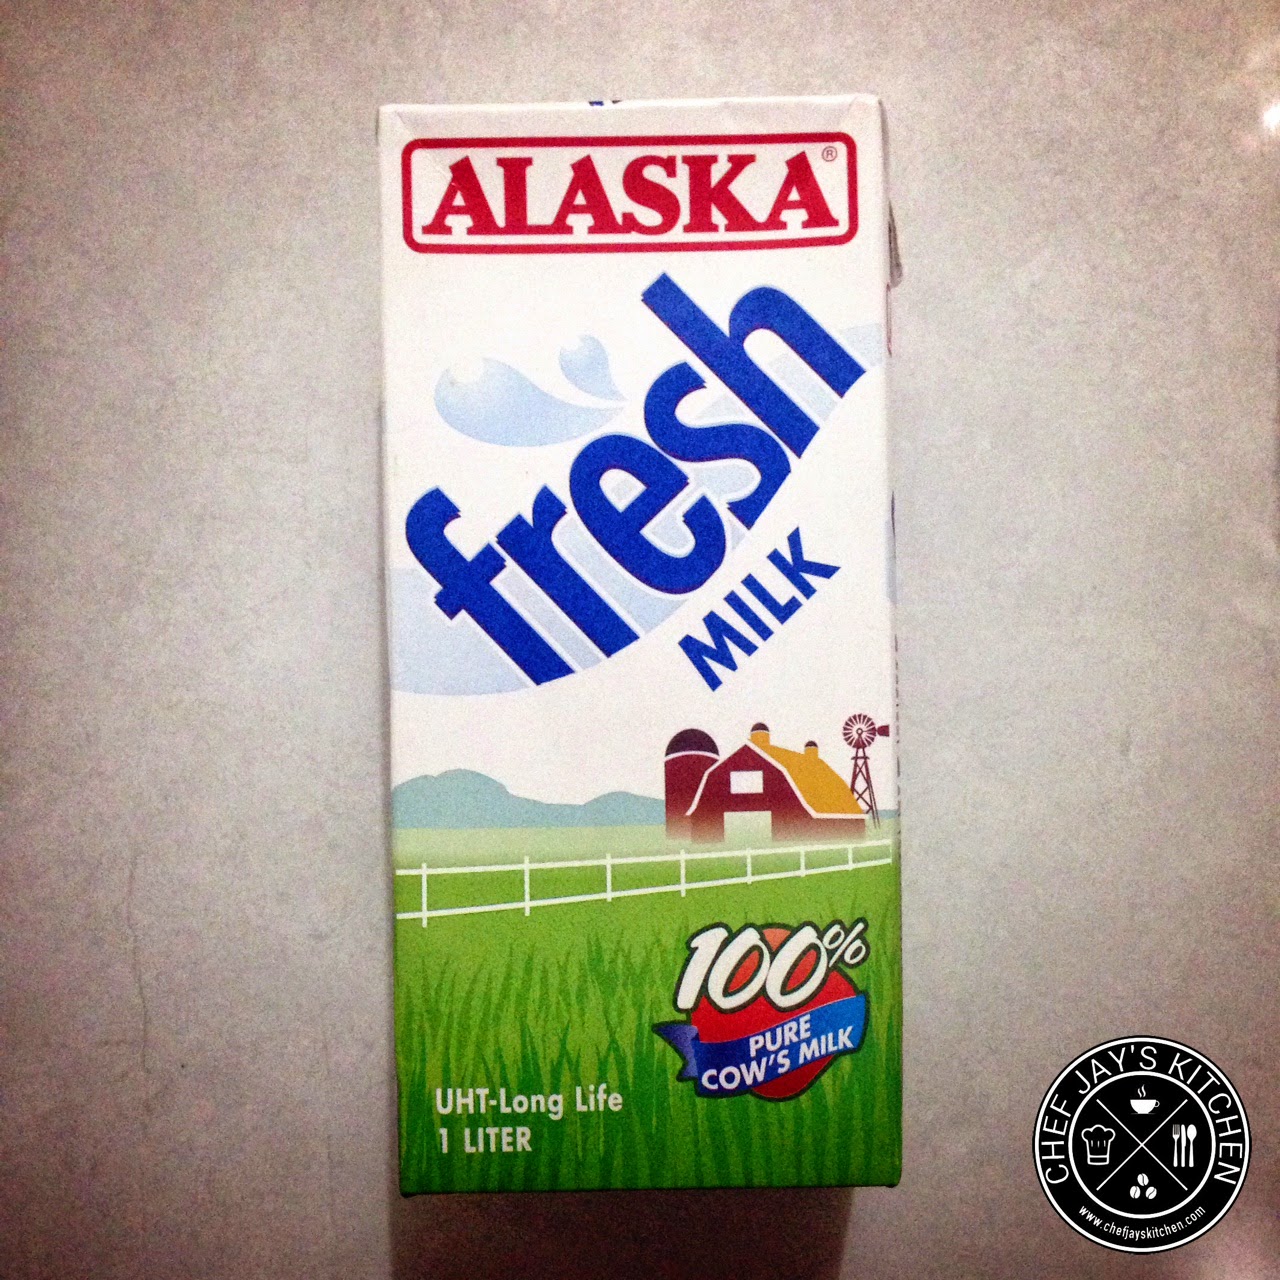 ALASKA®
fresh
MILK
100%
PURE
COW'S MILK
UHT-Long Life
1 LITER
CHEF JAY'S KITCHEN
www.chefjayskitchen.com